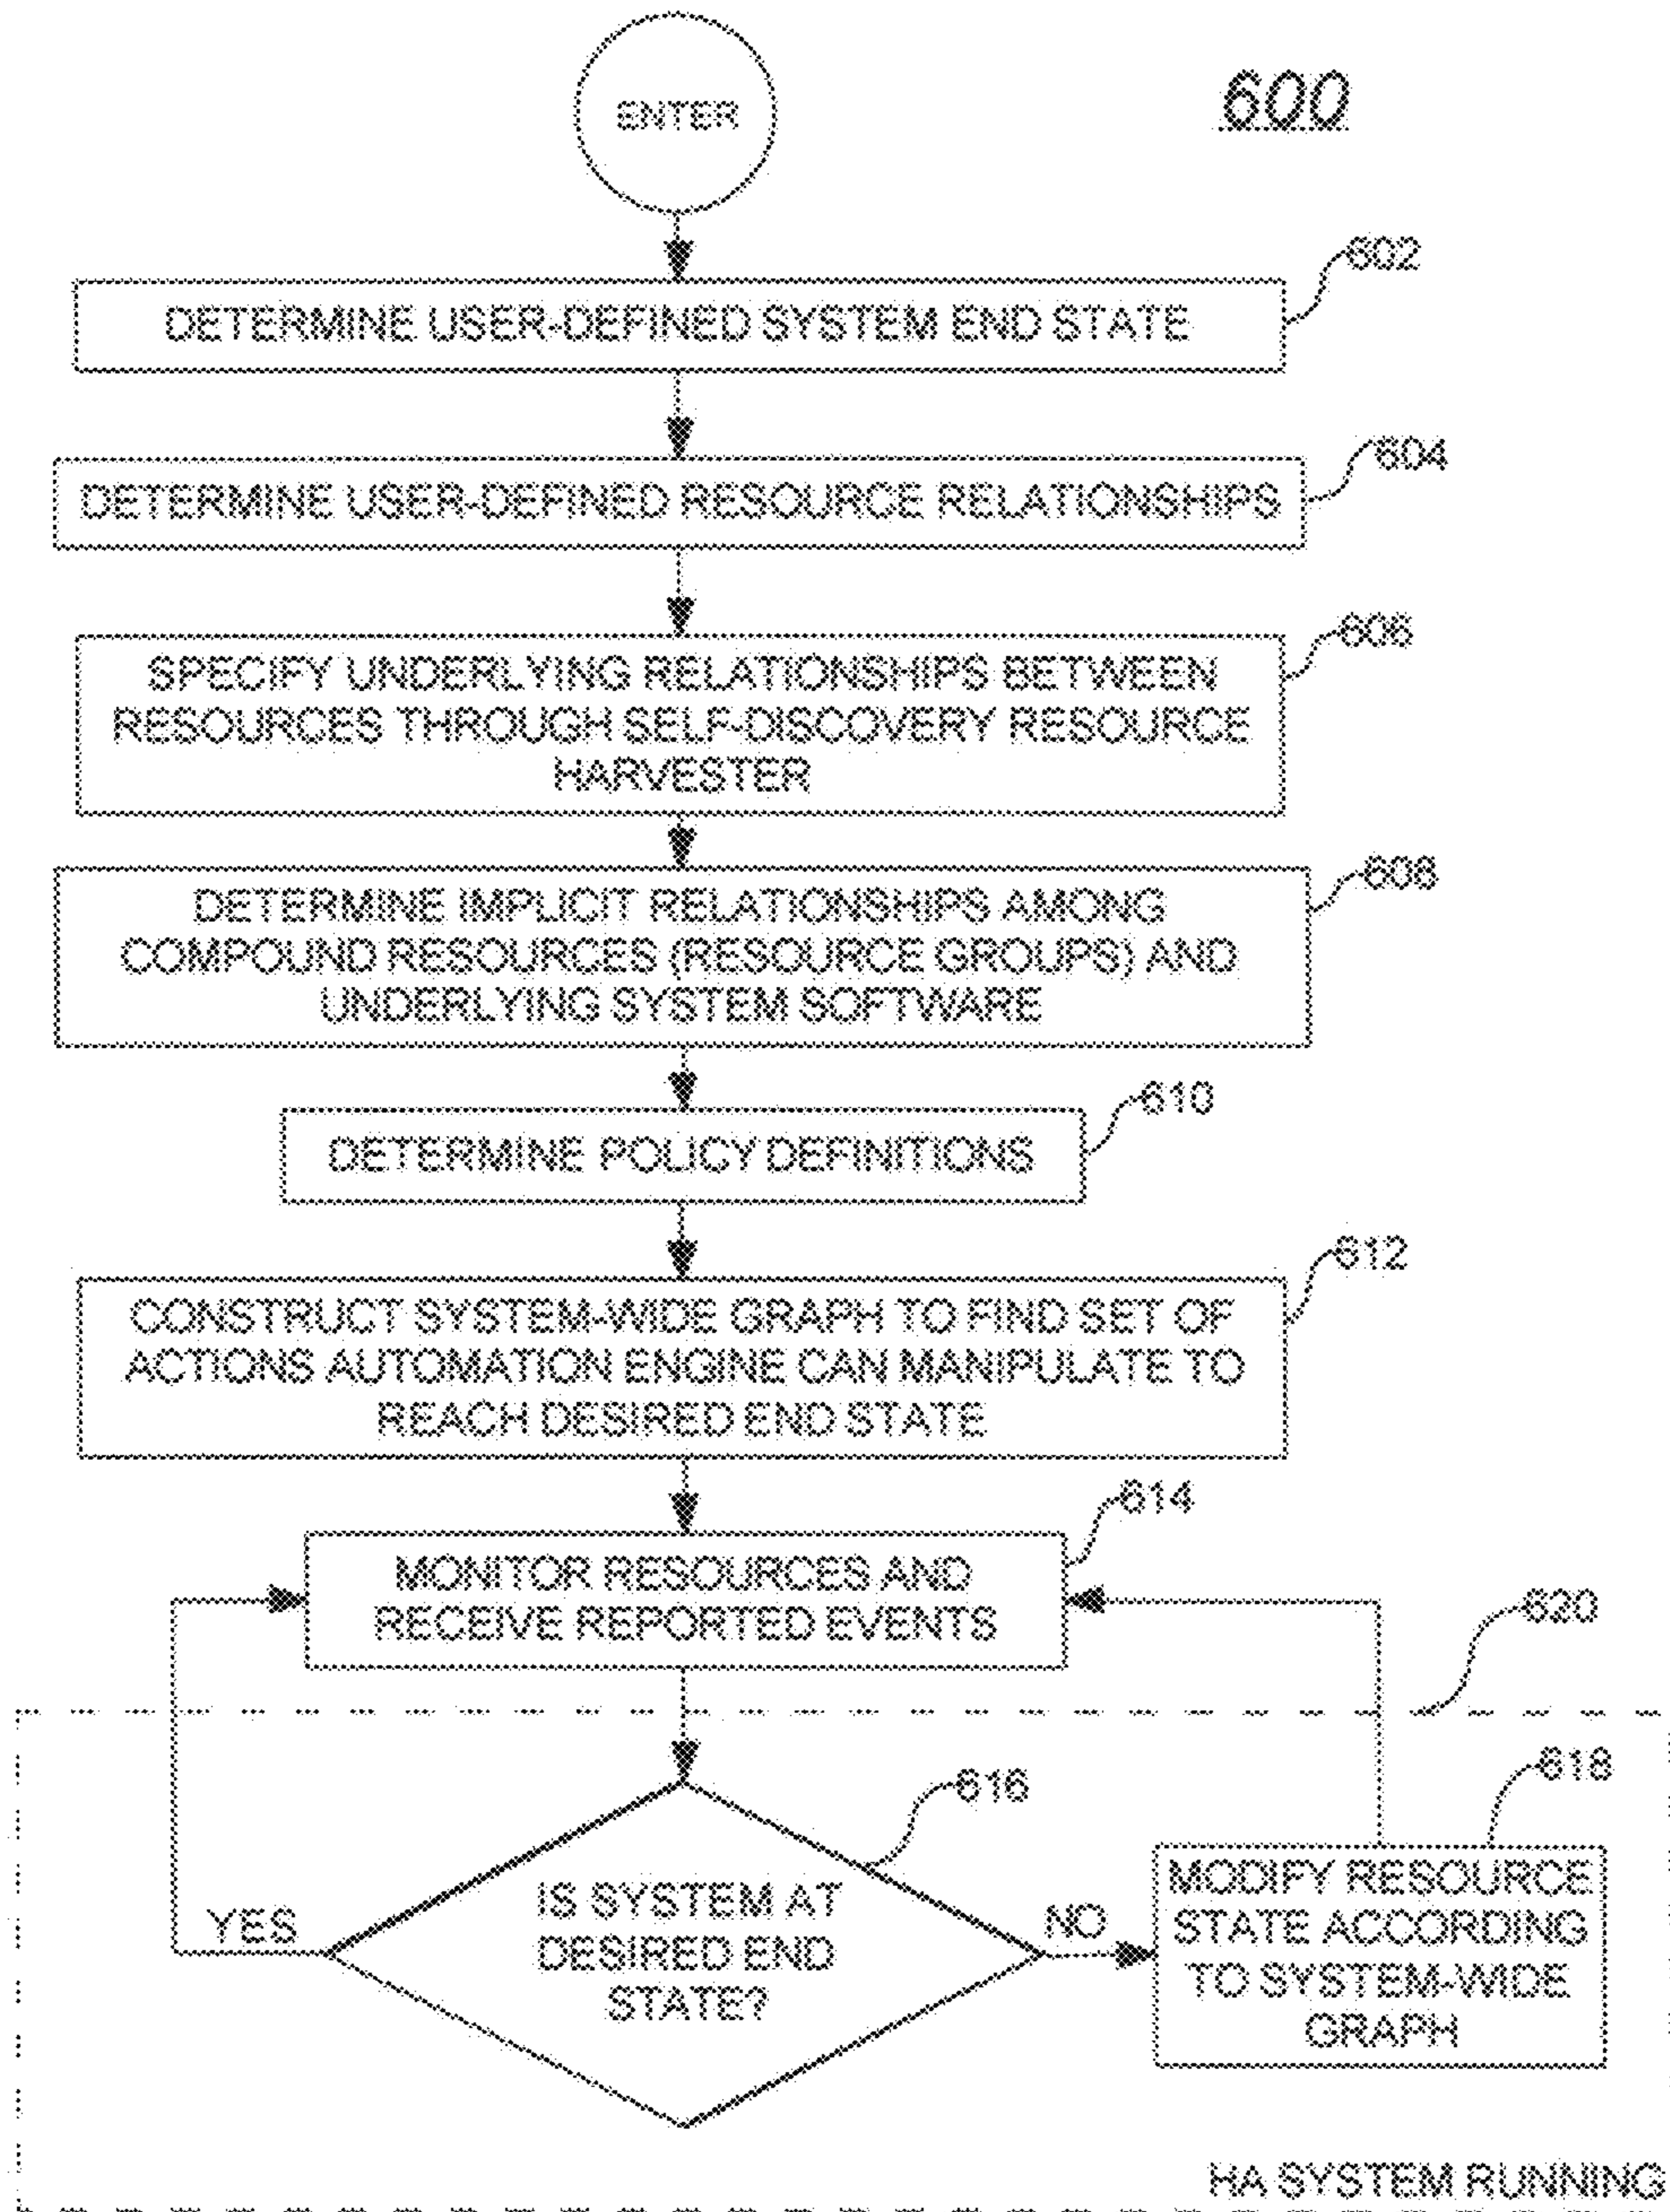 600
ENTER
602
DETERMINE USER-DEFINED SYSTEM END STATE
604
DETERMINE USER-DEFINED RESOURCE RELATIONSHIPS
606
SPECIFY UNDERLYING RELATIONSHIPS BETWEEN
RESOURCES THROUGH SELF-DISCOVERY RESOURCE
HARVESTER
608
DETERMINE IMPLICIT RELATIONSHIPS AMONG
COMPOUND RESOURCES (RESOURCE GROUPS) AND
UNDERLYING SYSTEM SOFTWARE
610
DETERMINE POLICY DEFINITIONS
612
CONSTRUCT SYSTEM-WIDE GRAPH TO FIND SET OF
ACTIONS AUTOMATION ENGINE CAN MANIPULATE TO
REACH DESIRED END STATE
614
MONITOR RESOURCES AND
RECEIVE REPORTED EVENTS
620
616
618
IS SYSTEM AT
DESIRED END
STATE?
YES
NO
MODIFY RESOURCE
STATE ACCORDING
TO SYSTEM-WIDE
GRAPH
HA SYSTEM RUNNING